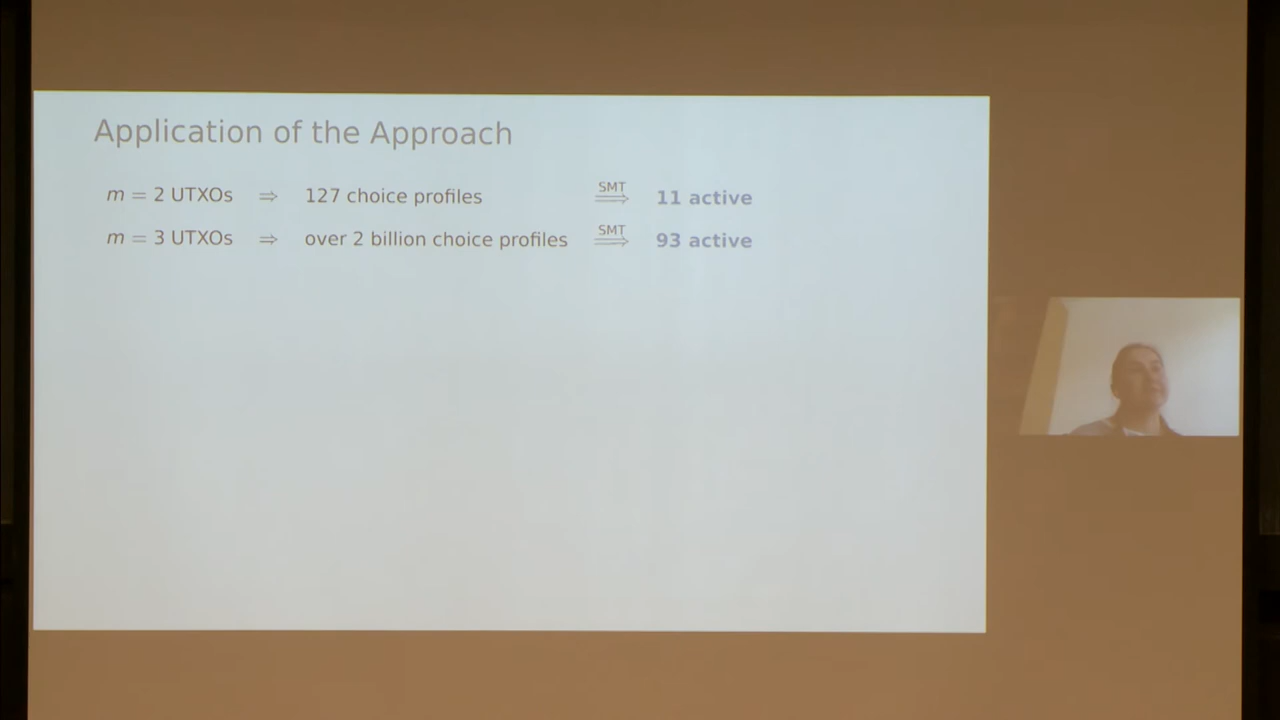 Application of the Approach
m = 2 UTXOs ⇒ 127 choice profiles SMT⟹ 11 active
m = 3 UTXOs ⇒ over 2 billion choice profiles SMT⟹ 93 active